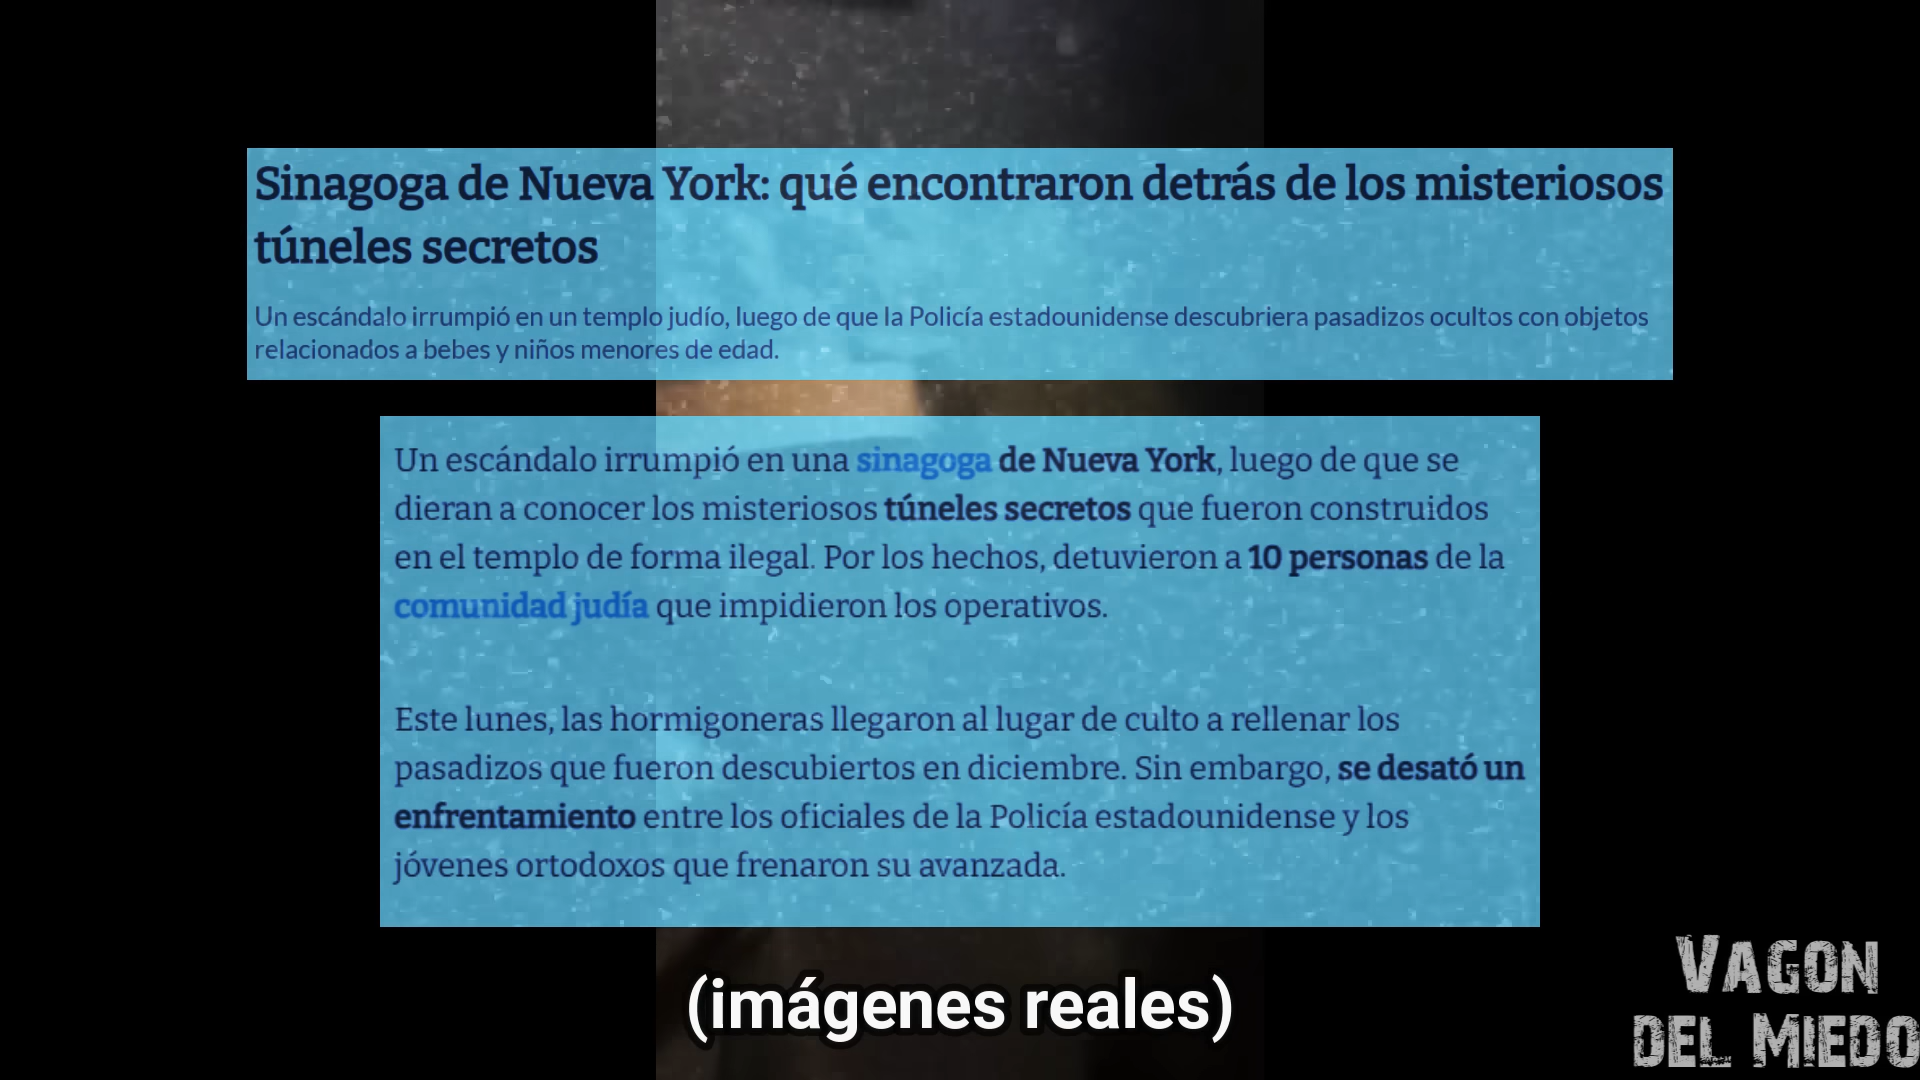 Sinagoga de Nueva York: qué encontraron detrás de los misteriosos
túneles secretos
Un escándalo irrumpió en un templo judío, luego de que la Policía estadounidense descubriera pasadizos ocultos con objetos
relacionados a bebes y niños menores de edad.
Un escándalo irrumpió en una sinagoga de Nueva York, luego de que se
dieran a conocer los misteriosos túneles secretos que fueron construidos
en el templo de forma ilegal. Por los hechos, detuvieron a 10 personas de la
comunidad judía que impidieron los operativos.
Este lunes, las hormigoneras llegaron al lugar de culto a rellenar los
pasadizos que fueron descubiertos en diciembre. Sin embargo, se desató un
enfrentamiento entre los oficiales de la Policía estadounidense y los
jóvenes ortodoxos que frenaron su avanzada.
(imágenes reales)
VAGON
DEL MIEDO